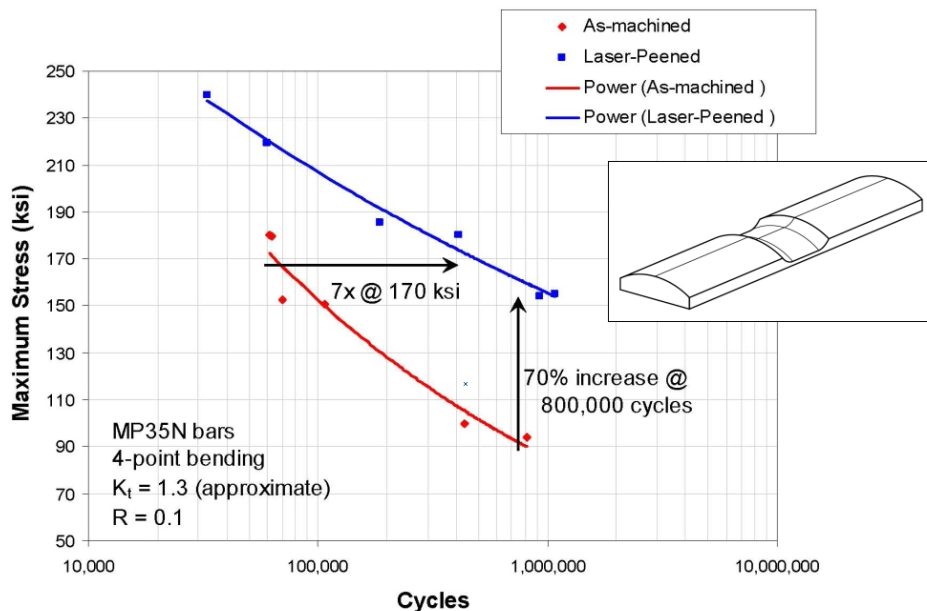 As-machined
Laser-Peened
Power (As-machined )
Power (Laser-Peened )
250
230
210
190
170
150
130
110
90
70
50
Maximum Stress (ksi)
7x @ 170 ksi
70% increase @
800,000 cycles
MP35N bars
4-point bending
Kt = 1.3 (approximate)
R = 0.1
10,000
100,000
1,000,000
10,000,000
Cycles